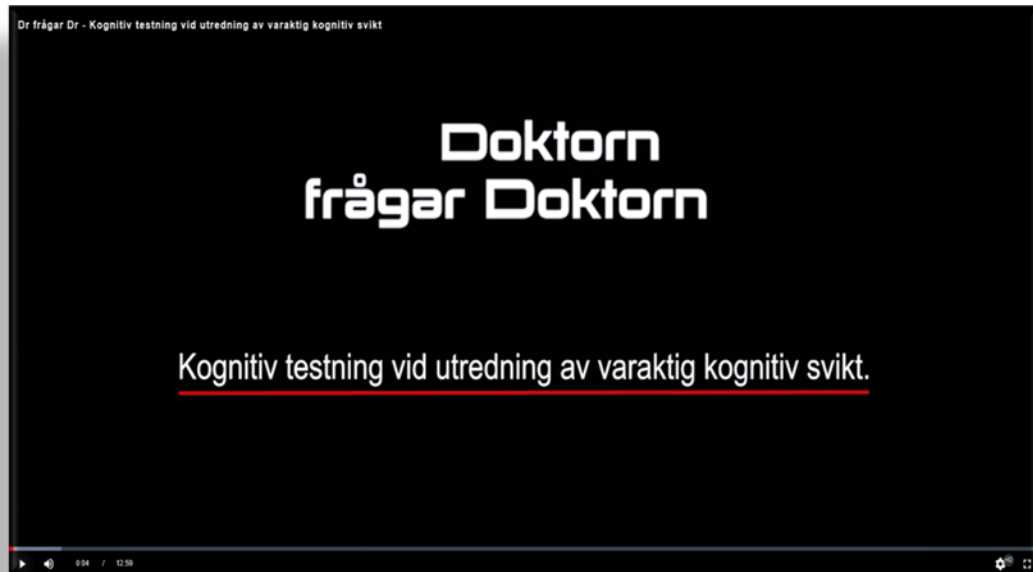 Dr frågar Dr - Kognitiv testning vid utredning av varaktig kognitiv svikt
Doktorn
frågar Doktorn
Kognitiv testning vid utredning av varaktig kognitiv svikt.
0:04 / 12:59
HD